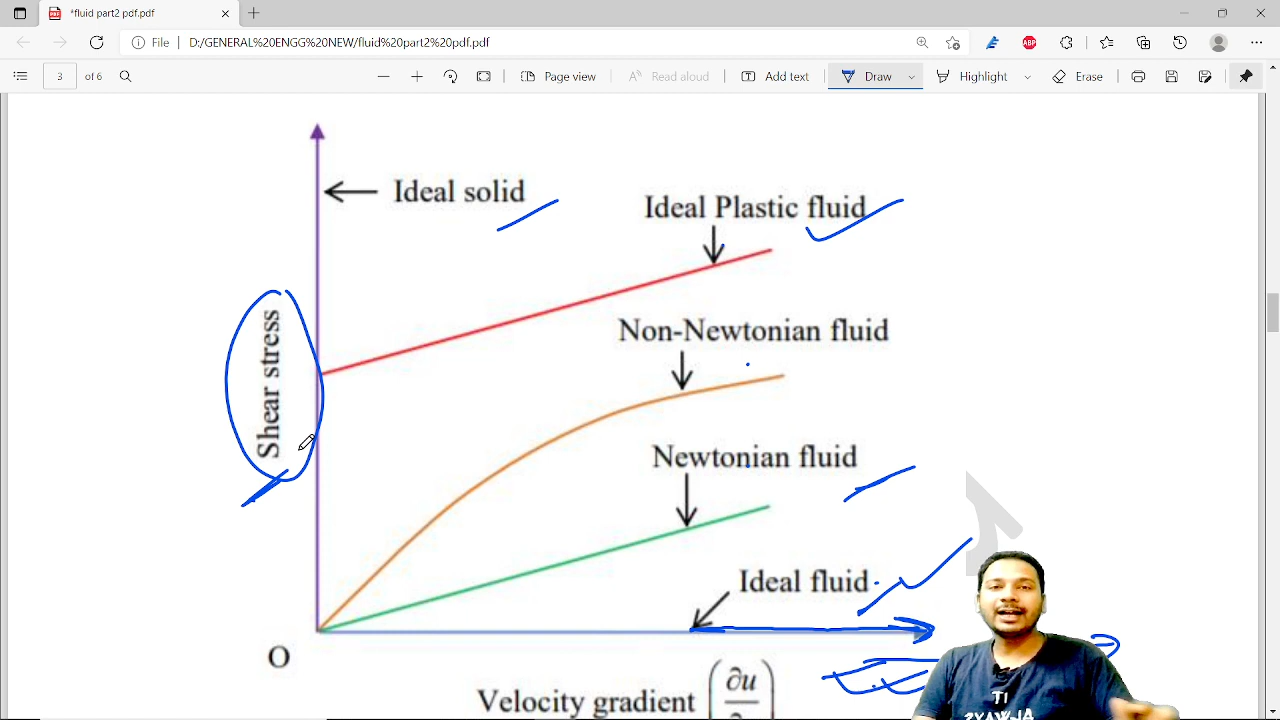 *fluid part2 pdf.pdf
File | D:/GENERAL%20ENGG%20NEW/fluid%20part2%20pdf.pdf
ABP
3 of 6
Page view
Read aloud
Add text
Draw
Highlight
Erase
Ideal solid
Ideal Plastic fluid
Non-Newtonian fluid
Shear stress
Newtonian fluid
Ideal fluid
O
Velocity gradient (∂u